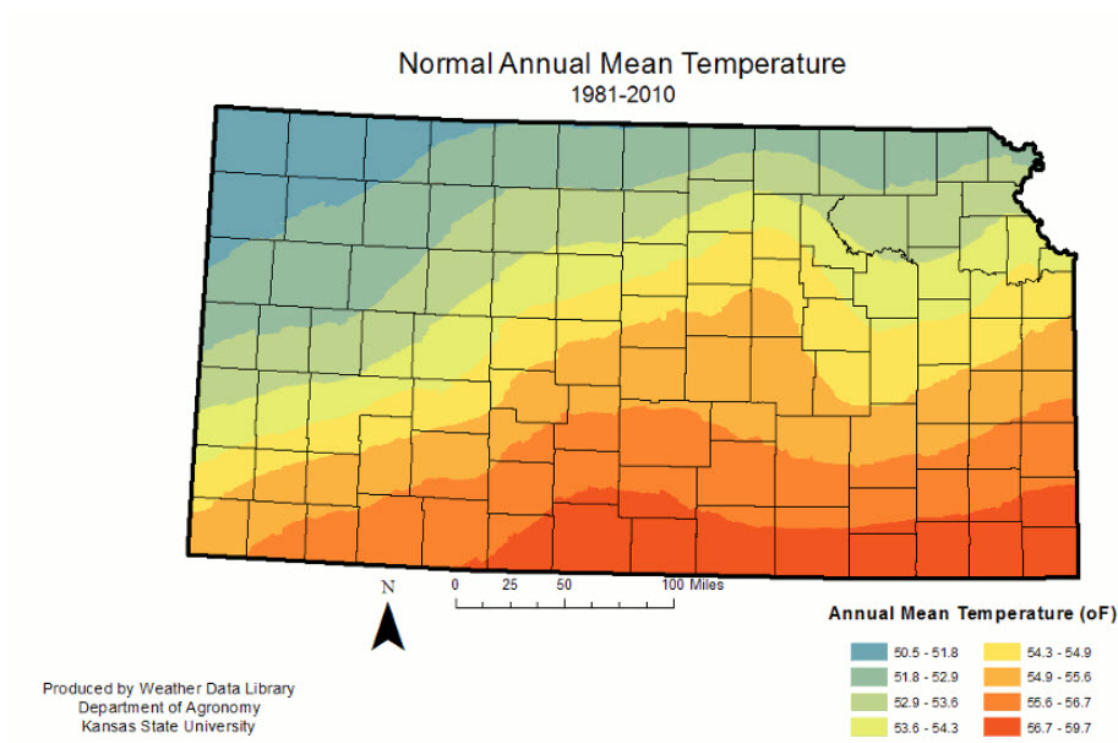 Normal Annual Mean Temperature
1981-2010
N
0 25 50 100 Miles
Annual Mean Temperature (oF)
50.5 - 51.8 54.3 - 54.9
51.8 - 52.9 54.9 - 55.6
52.9 - 53.6 55.6 - 56.7
53.6 - 54.3 56.7 - 59.7
Produced by Weather Data Library
Department of Agronomy
Kansas State University